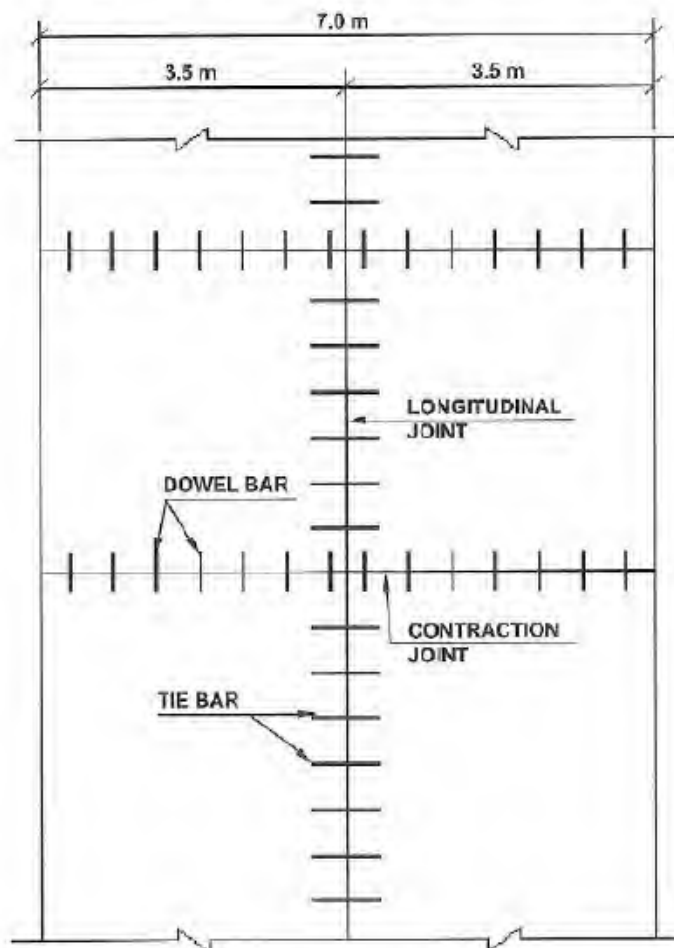 7.0 m
3.5 m
3.5 m
LONGITUDINAL
JOINT
DOWEL BAR
CONTRACTION
JOINT
TIE BAR